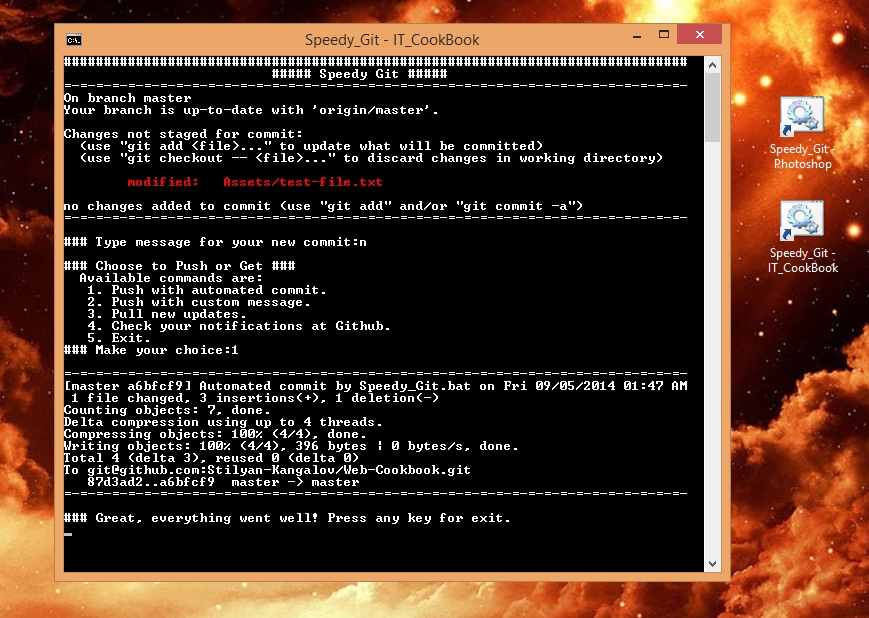 Speedy_Git - IT_CookBook
##############################################################################
##### Speedy Git #####
-=-=-=-=-=-=-=-=-=-=-=-=-=-=-=-=-=-=-=-=-=-=-=-=-=-=-=-=-=-=-=-=-=-=-=-=-=-=-
On branch master
Your branch is up-to-date with 'origin/master'.
Changes not staged for commit:
(use "git add <file>..." to update what will be committed)
(use "git checkout -- <file>..." to discard changes in working directory)
modified: Assets/test-file.txt
no changes added to commit (use "git add" and/or "git commit -a")
-=-=-=-=-=-=-=-=-=-=-=-=-=-=-=-=-=-=-=-=-=-=-=-=-=-=-=-=-=-=-=-=-=-=-=-=-=-=-
### Type message for your new commit:n
### Choose to Push or Get ###
Available commands are:
1. Push with automated commit.
2. Push with custom message.
3. Pull new updates.
4. Check your notifications at Github.
5. Exit.
### Make your choice:1
-=-=-=-=-=-=-=-=-=-=-=-=-=-=-=-=-=-=-=-=-=-=-=-=-=-=-=-=-=-=-=-=-=-=-=-=-=-=-
[master a6bfcf9] Automated commit by Speedy_Git.bat on Fri 09/05/2014 01:47 AM
1 file changed, 3 insertions(+), 1 deletion(-)
Counting objects: 7, done.
Delta compression using up to 4 threads.
Compressing objects: 100% (4/4), done.
Writing objects: 100% (4/4), 396 bytes | 0 bytes/s, done.
Total 4 (delta 3), reused 0 (delta 0)
To git@github.com:Stilyan-Kangalov/Web-Cookbook.git
87d3ad2..a6bfcf9 master -> master
-=-=-=-=-=-=-=-=-=-=-=-=-=-=-=-=-=-=-=-=-=-=-=-=-=-=-=-=-=-=-=-=-=-=-=-=-=-=-
### Great, everything went well! Press any key for exit.
Speedy_Git -
Photoshop
Speedy_Git -
IT_CookBook